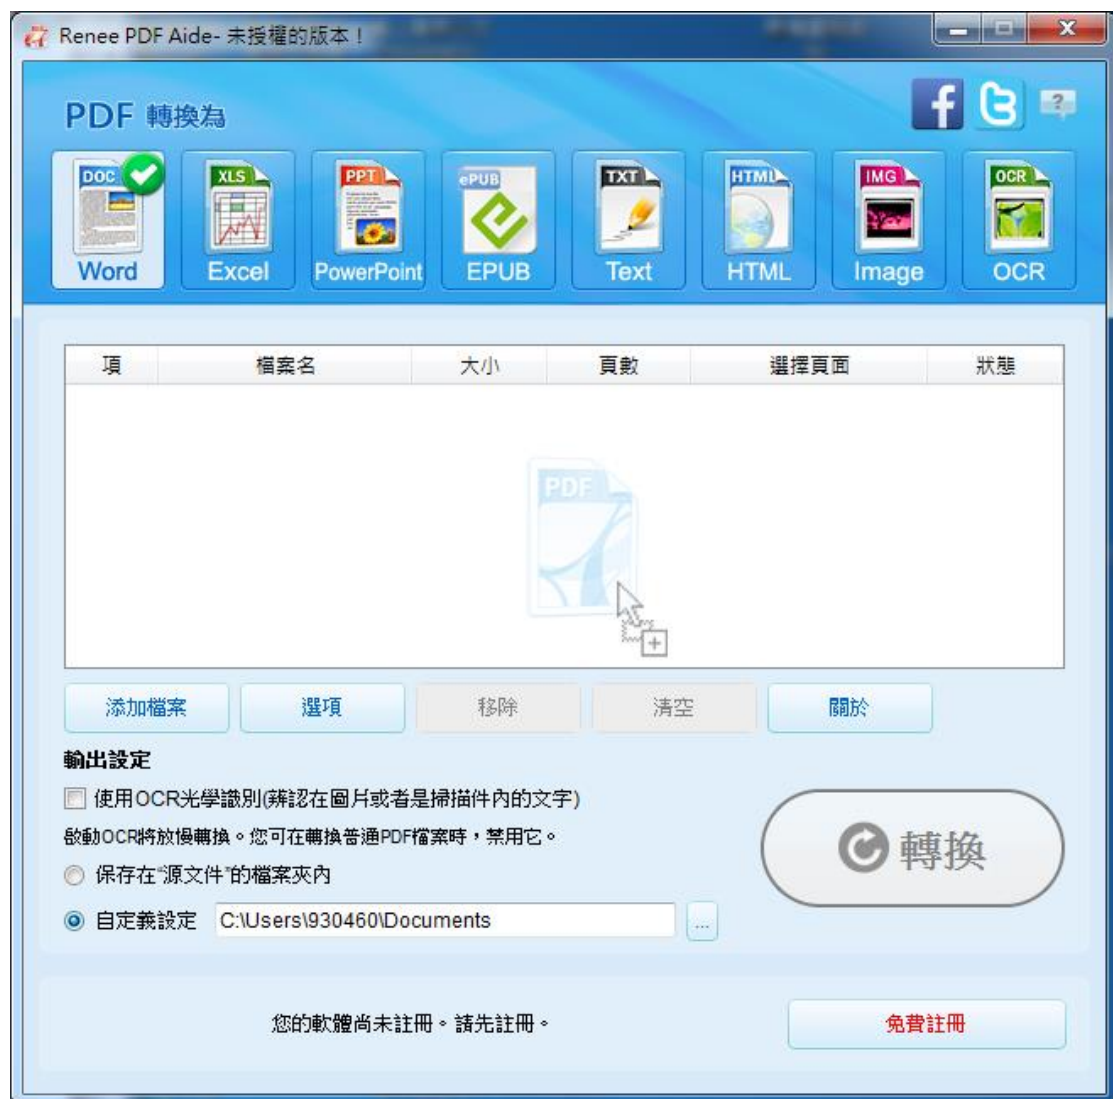 Renee PDF Aide- 未授權的版本！
PDF 轉換為
DOC XLS PPT ePUB TXT HTML IMG OCR
Word Excel PowerPoint EPUB Text HTML Image OCR
項 檔案名 大小 頁數 選擇頁面 狀態
PDF
添加檔案 選項 移除 清空 關於
輸出設定
使用OCR光學識別(辨認在圖片或者是掃描件內的文字)
啟動OCR將放慢轉換。您可在轉換普通PDF檔案時，禁用它。
轉換
保存在"源文件"的檔案夾內
自定義設定 C:\Users\930460\Documents ...
您的軟體尚未註冊。請先註冊。 免費註冊